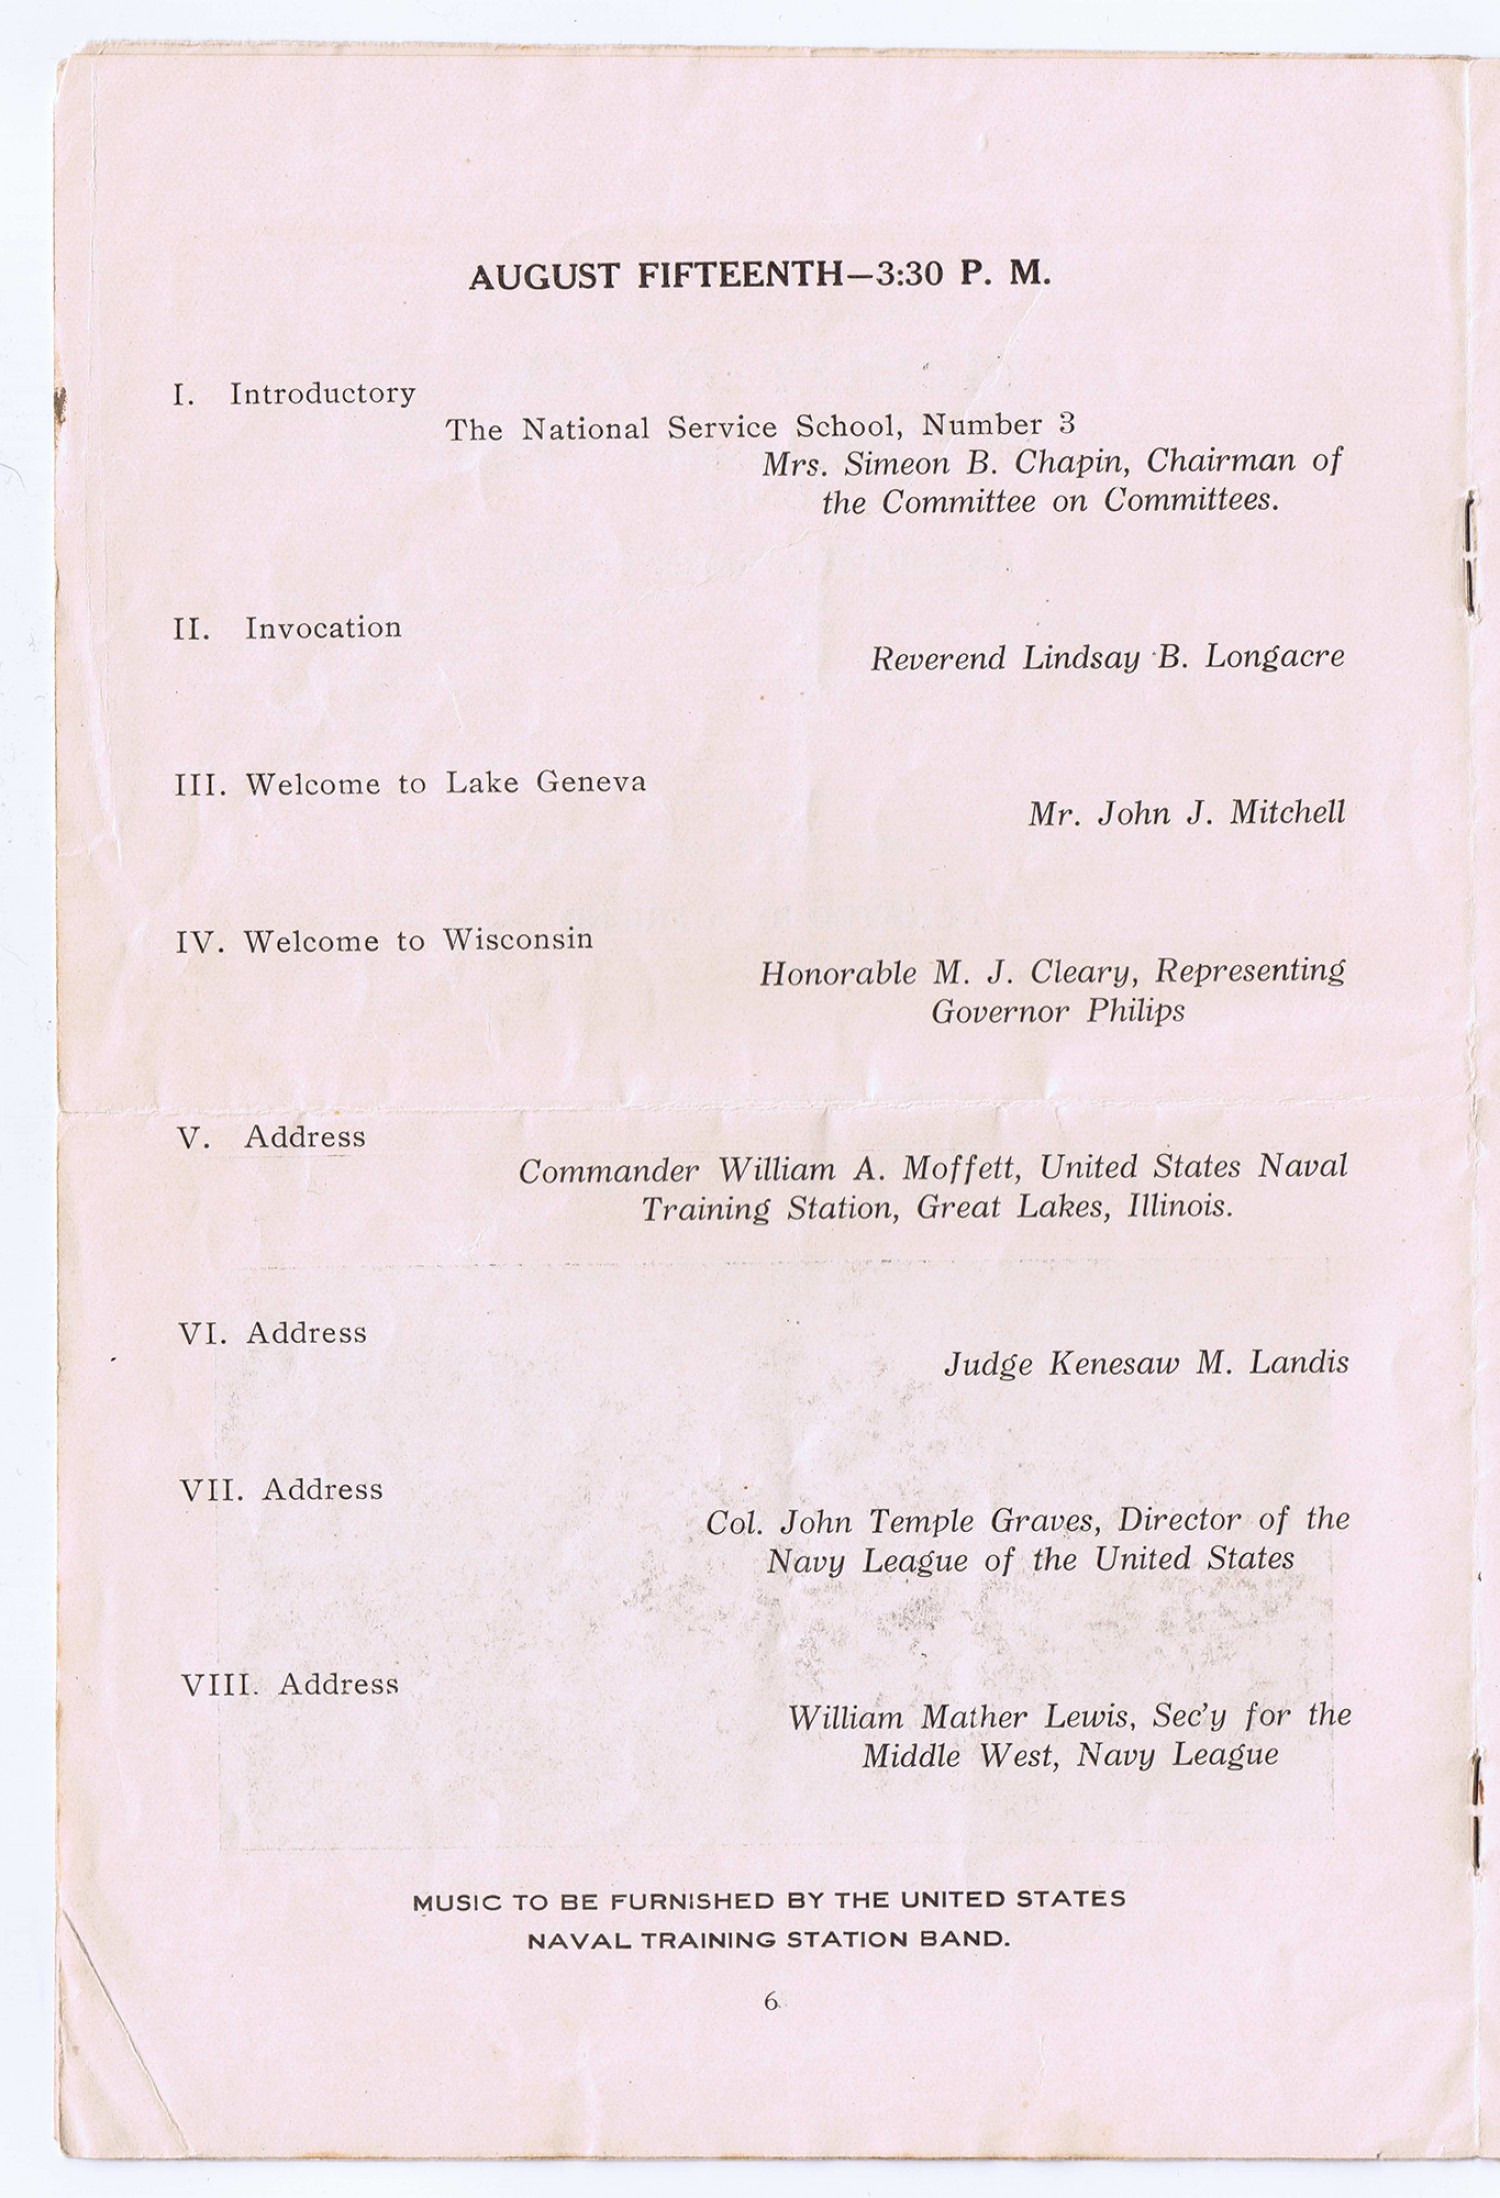 AUGUST FIFTEENTH—3:30 P. M.
I. Introductory
The National Service School, Number 3
Mrs. Simeon B. Chapin, Chairman of
the Committee on Committees.
II. Invocation
Reverend Lindsay B. Longacre
III. Welcome to Lake Geneva
Mr. John J. Mitchell
IV. Welcome to Wisconsin
Honorable M. J. Cleary, Representing
Governor Philips
V. Address
Commander William A. Moffett, United States Naval
Training Station, Great Lakes, Illinois.
VI. Address
Judge Kenesaw M. Landis
VII. Address
Col. John Temple Graves, Director of the
Navy League of the United States
VIII. Address
William Mather Lewis, Sec'y for the
Middle West, Navy League
MUSIC TO BE FURNISHED BY THE UNITED STATES
NAVAL TRAINING STATION BAND.
6